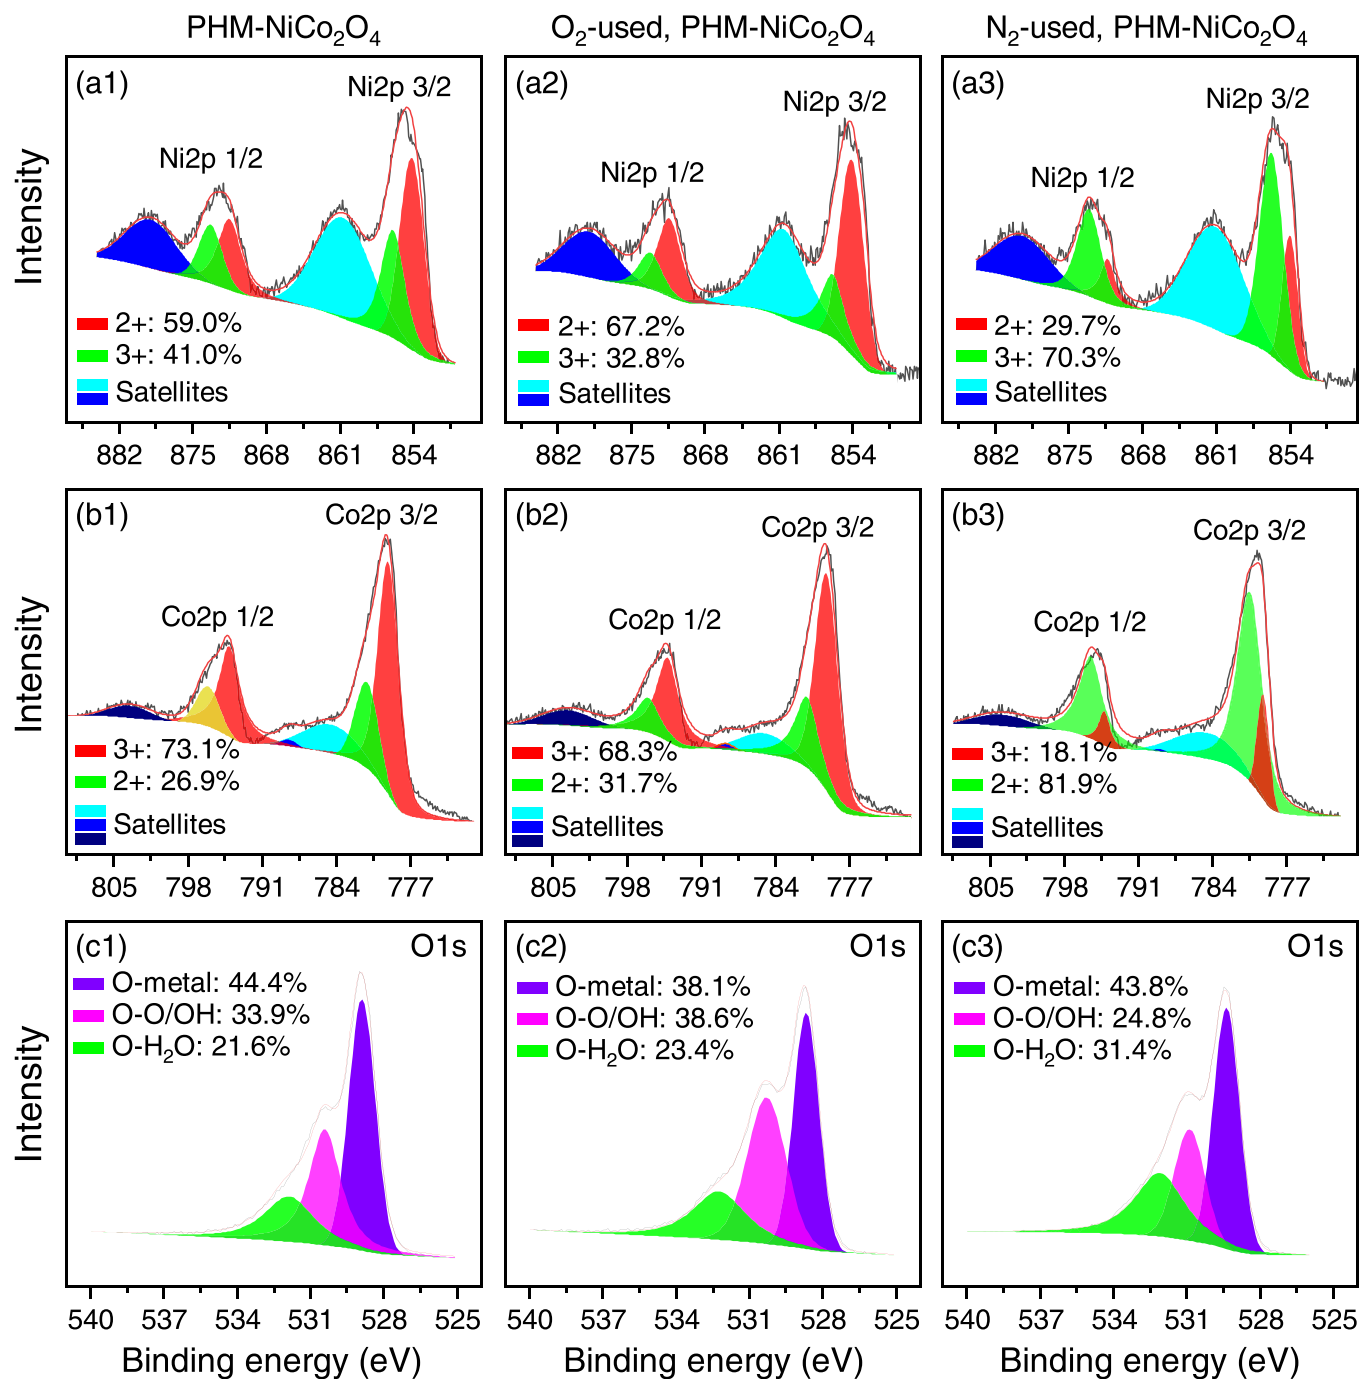 PHM-NiCo₂O₄
O₂-used, PHM-NiCo₂O₄
N₂-used, PHM-NiCo₂O₄
Intensity
(a1)
Ni2p 3/2
Ni2p 1/2
2+: 59.0%
3+: 41.0%
Satellites
882 875 868 861 854
(a2)
Ni2p 3/2
Ni2p 1/2
2+: 67.2%
3+: 32.8%
Satellites
882 875 868 861 854
(a3)
Ni2p 3/2
Ni2p 1/2
2+: 29.7%
3+: 70.3%
Satellites
882 875 868 861 854
Intensity
(b1)
Co2p 3/2
Co2p 1/2
3+: 73.1%
2+: 26.9%
Satellites
805 798 791 784 777
(b2)
Co2p 3/2
Co2p 1/2
3+: 68.3%
2+: 31.7%
Satellites
805 798 791 784 777
(b3)
Co2p 3/2
Co2p 1/2
3+: 18.1%
2+: 81.9%
Satellites
805 798 791 784 777
Intensity
(c1) O1s
O-metal: 44.4%
O-O/OH: 33.9%
O-H₂O: 21.6%
540 537 534 531 528 525
Binding energy (eV)
(c2) O1s
O-metal: 38.1%
O-O/OH: 38.6%
O-H₂O: 23.4%
540 537 534 531 528 525
Binding energy (eV)
(c3) O1s
O-metal: 43.8%
O-O/OH: 24.8%
O-H₂O: 31.4%
540 537 534 531 528 525
Binding energy (eV)